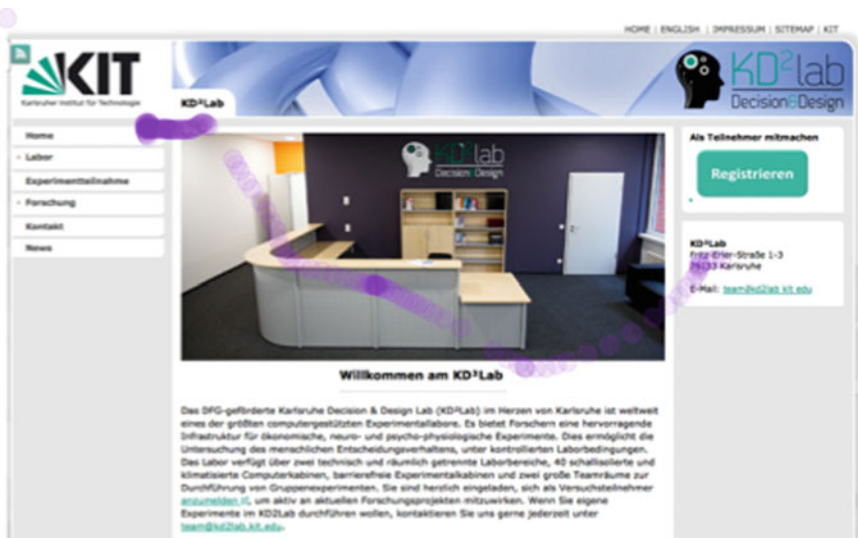 HOME | ENGLISH | IMPRESSUM | SITEMAP | KIT
KIT
Karlsruher Institut für Technologie
KD²Lab
KD²lab
Decision&Design
Home
Labor
Experimentteilnahme
Forschung
Kontakt
News
KD²lab
Decision&Design
Als Teilnehmer mitmachen
Registrieren
KD²Lab
Fritz-Erler-Straße 1-3
76133 Karlsruhe
E-Mail: team@kd2lab.kit.edu
Willkommen am KD²Lab
Das DFG-geförderte Karlsruhe Decision & Design Lab (KD²Lab) im Herzen von Karlsruhe ist weltweit
eines der größten computergestützten Experimentallabore. Es bietet Forschern eine hervorragende
Infrastruktur für ökonomische, neuro- und psycho-physiologische Experimente. Dies ermöglicht die
Untersuchung des menschlichen Entscheidungsverhaltens, unter kontrollierten Laborbedingungen.
Das Labor verfügt über zwei technisch und räumlich getrennte Laborbereiche, 40 schallisolierte und
klimatisierte Computerkabinen, barrierefreie Experimentalkabinen und zwei große Teamräume zur
Durchführung von Gruppenexperimenten. Sie sind herzlich eingeladen, sich als Versuchsteilnehmer
anzumelden, um aktiv an aktuellen Forschungsprojekten mitzuwirken. Wenn Sie eigene
Experimente im KD2Lab durchführen wollen, kontaktieren Sie uns gerne jederzeit unter
team@kd2lab.kit.edu.